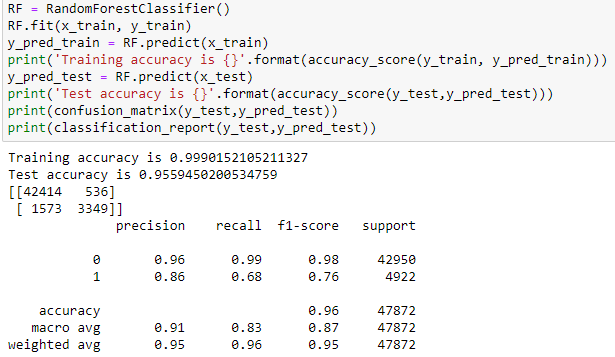 RF = RandomForestClassifier()
RF.fit(x_train, y_train)
y_pred_train = RF.predict(x_train)
print('Training accuracy is {}'.format(accuracy_score(y_train, y_pred_train)))
y_pred_test = RF.predict(x_test)
print('Test accuracy is {}'.format(accuracy_score(y_test,y_pred_test)))
print(confusion_matrix(y_test,y_pred_test))
print(classification_report(y_test,y_pred_test))
Training accuracy is 0.9990152105211327
Test accuracy is 0.9559450200534759
[[42414   536]
 [ 1573  3349]]
              precision    recall  f1-score   support

           0       0.96      0.99      0.98     42950
           1       0.86      0.68      0.76      4922

    accuracy                           0.96     47872
   macro avg       0.91      0.83      0.87     47872
weighted avg       0.95      0.96      0.95     47872